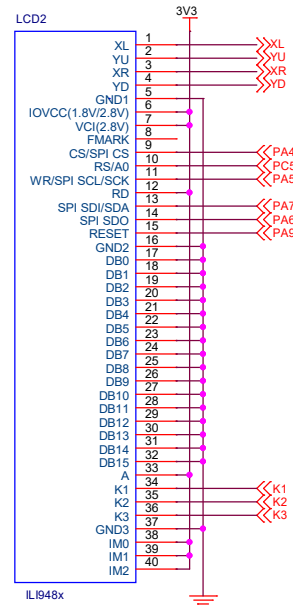 3V3
LCD2
XL 1 XL
YU 2 YU
XR 3 XR
YD 4 YD
GND1 5
IOVCC(1.8V/2.8V) 6
VCI(2.8V) 7
FMARK 8
CS/SPI CS 9 PA4
RS/A0 10 PC5
WR/SPI SCL/SCK 11 PA5
RD 12
SPI SDI/SDA 13 PA7
SPI SDO 14 PA6
RESET 15 PA9
GND2 16
DB0 17
DB1 18
DB2 19
DB3 20
DB4 21
DB5 22
DB6 23
DB7 24
DB8 25
DB9 26
DB10 27
DB11 28
DB12 29
DB13 30
DB14 31
DB15 32
A 33
K1 34 K1
K2 35 K2
K3 36 K3
GND3 37
IM0 38
IM1 39
IM2 40
ILI948x